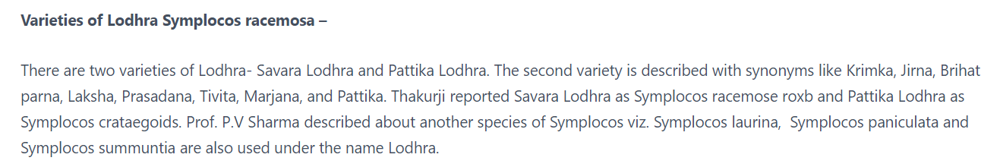 Varieties of Lodhra Symplocos racemosa –
There are two varieties of Lodhra- Savara Lodhra and Pattika Lodhra. The second variety is described with synonyms like Krimka, Jirna, Brihat
parna, Laksha, Prasadana, Tivita, Marjana, and Pattika. Thakurji reported Savara Lodhra as Symplocos racemose roxb and Pattika Lodhra as
Symplocos crataegoids. Prof. P.V Sharma described about another species of Symplocos viz. Symplocos laurina,  Symplocos paniculata and
Symplocos summuntia are also used under the name Lodhra.